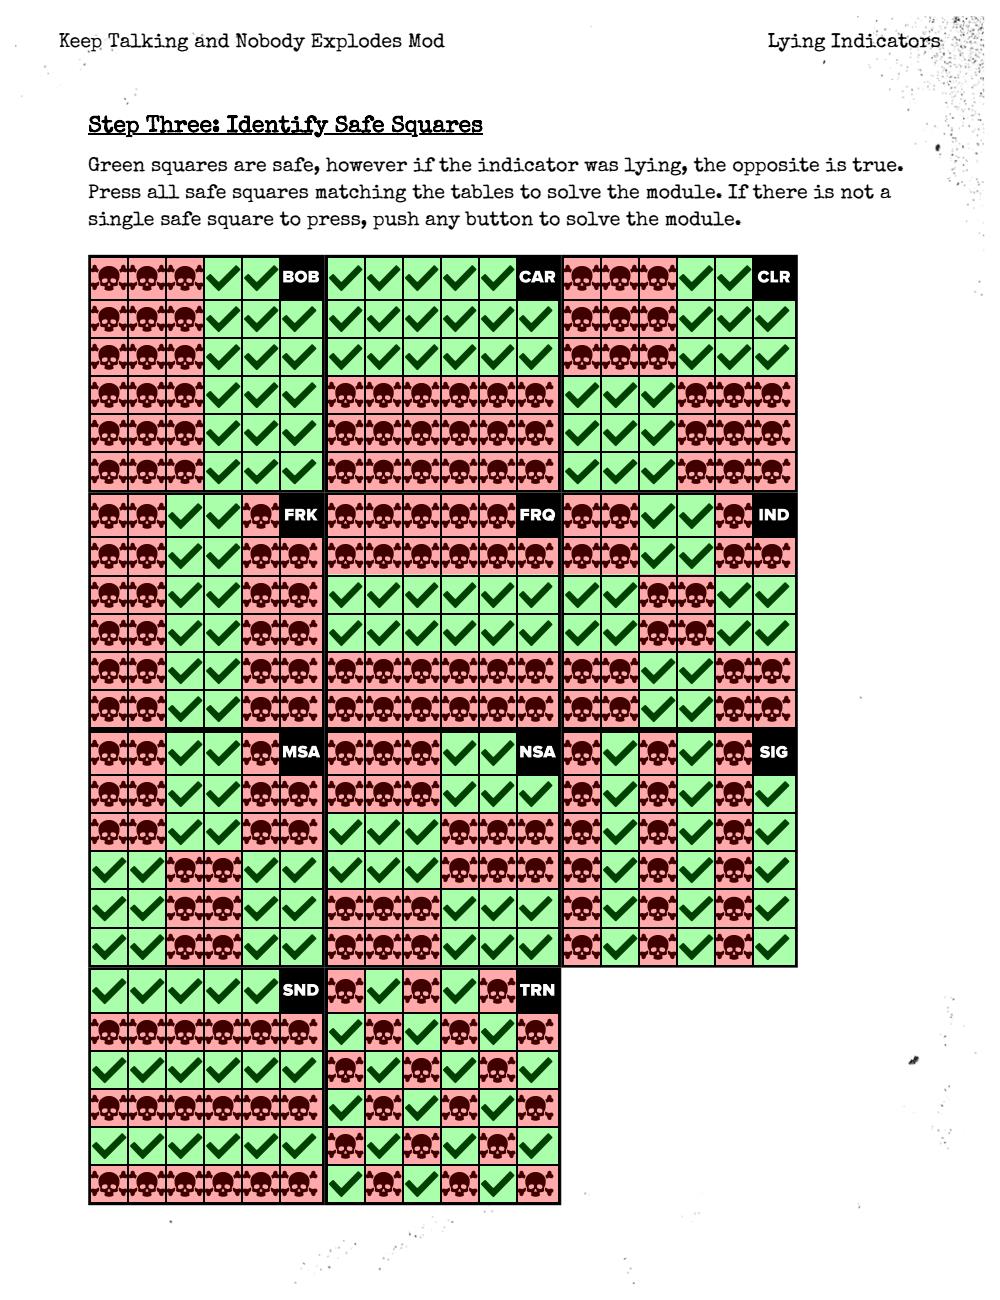 Keep Talking and Nobody Explodes Mod
Lying Indicators
Step Three: Identify Safe Squares
Green squares are safe, however if the indicator was lying, the opposite is true.
Press all safe squares matching the tables to solve the module. If there is not a
single safe square to press, push any button to solve the module.
BOB
CAR
CLR
FRK
FRQ
IND
MSA
NSA
SIG
SND
TRN